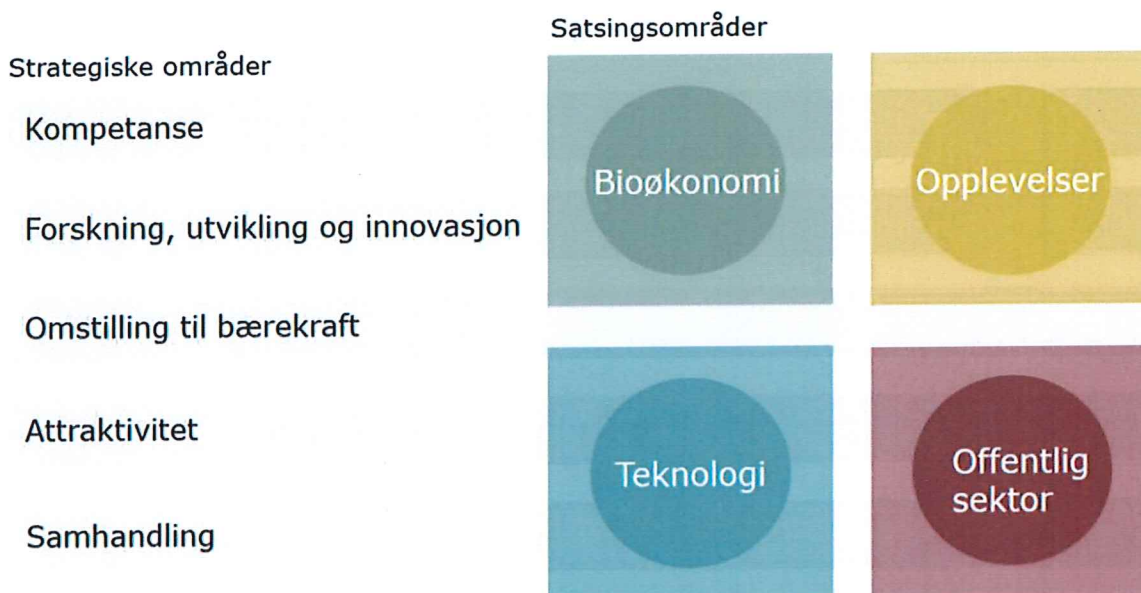 Strategiske områder
Kompetanse
Forskning, utvikling og innovasjon
Omstilling til bærekraft
Attraktivitet
Samhandling
Satsingsområder
Bioøkonomi
Opplevelser
Teknologi
Offentlig
sektor